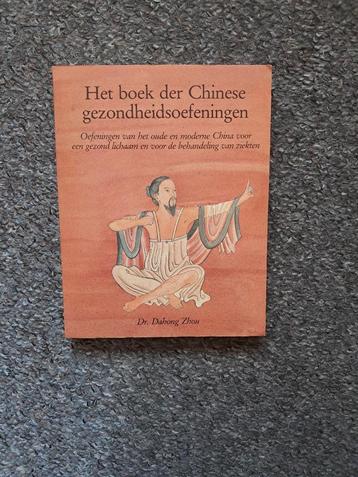 Het boek der Chinese
gezondheidsoefeningen
Oefeningen van het oude en moderne China voor
een gezond lichaam en voor de behandeling van ziekten
Dr. Dahong Zhou